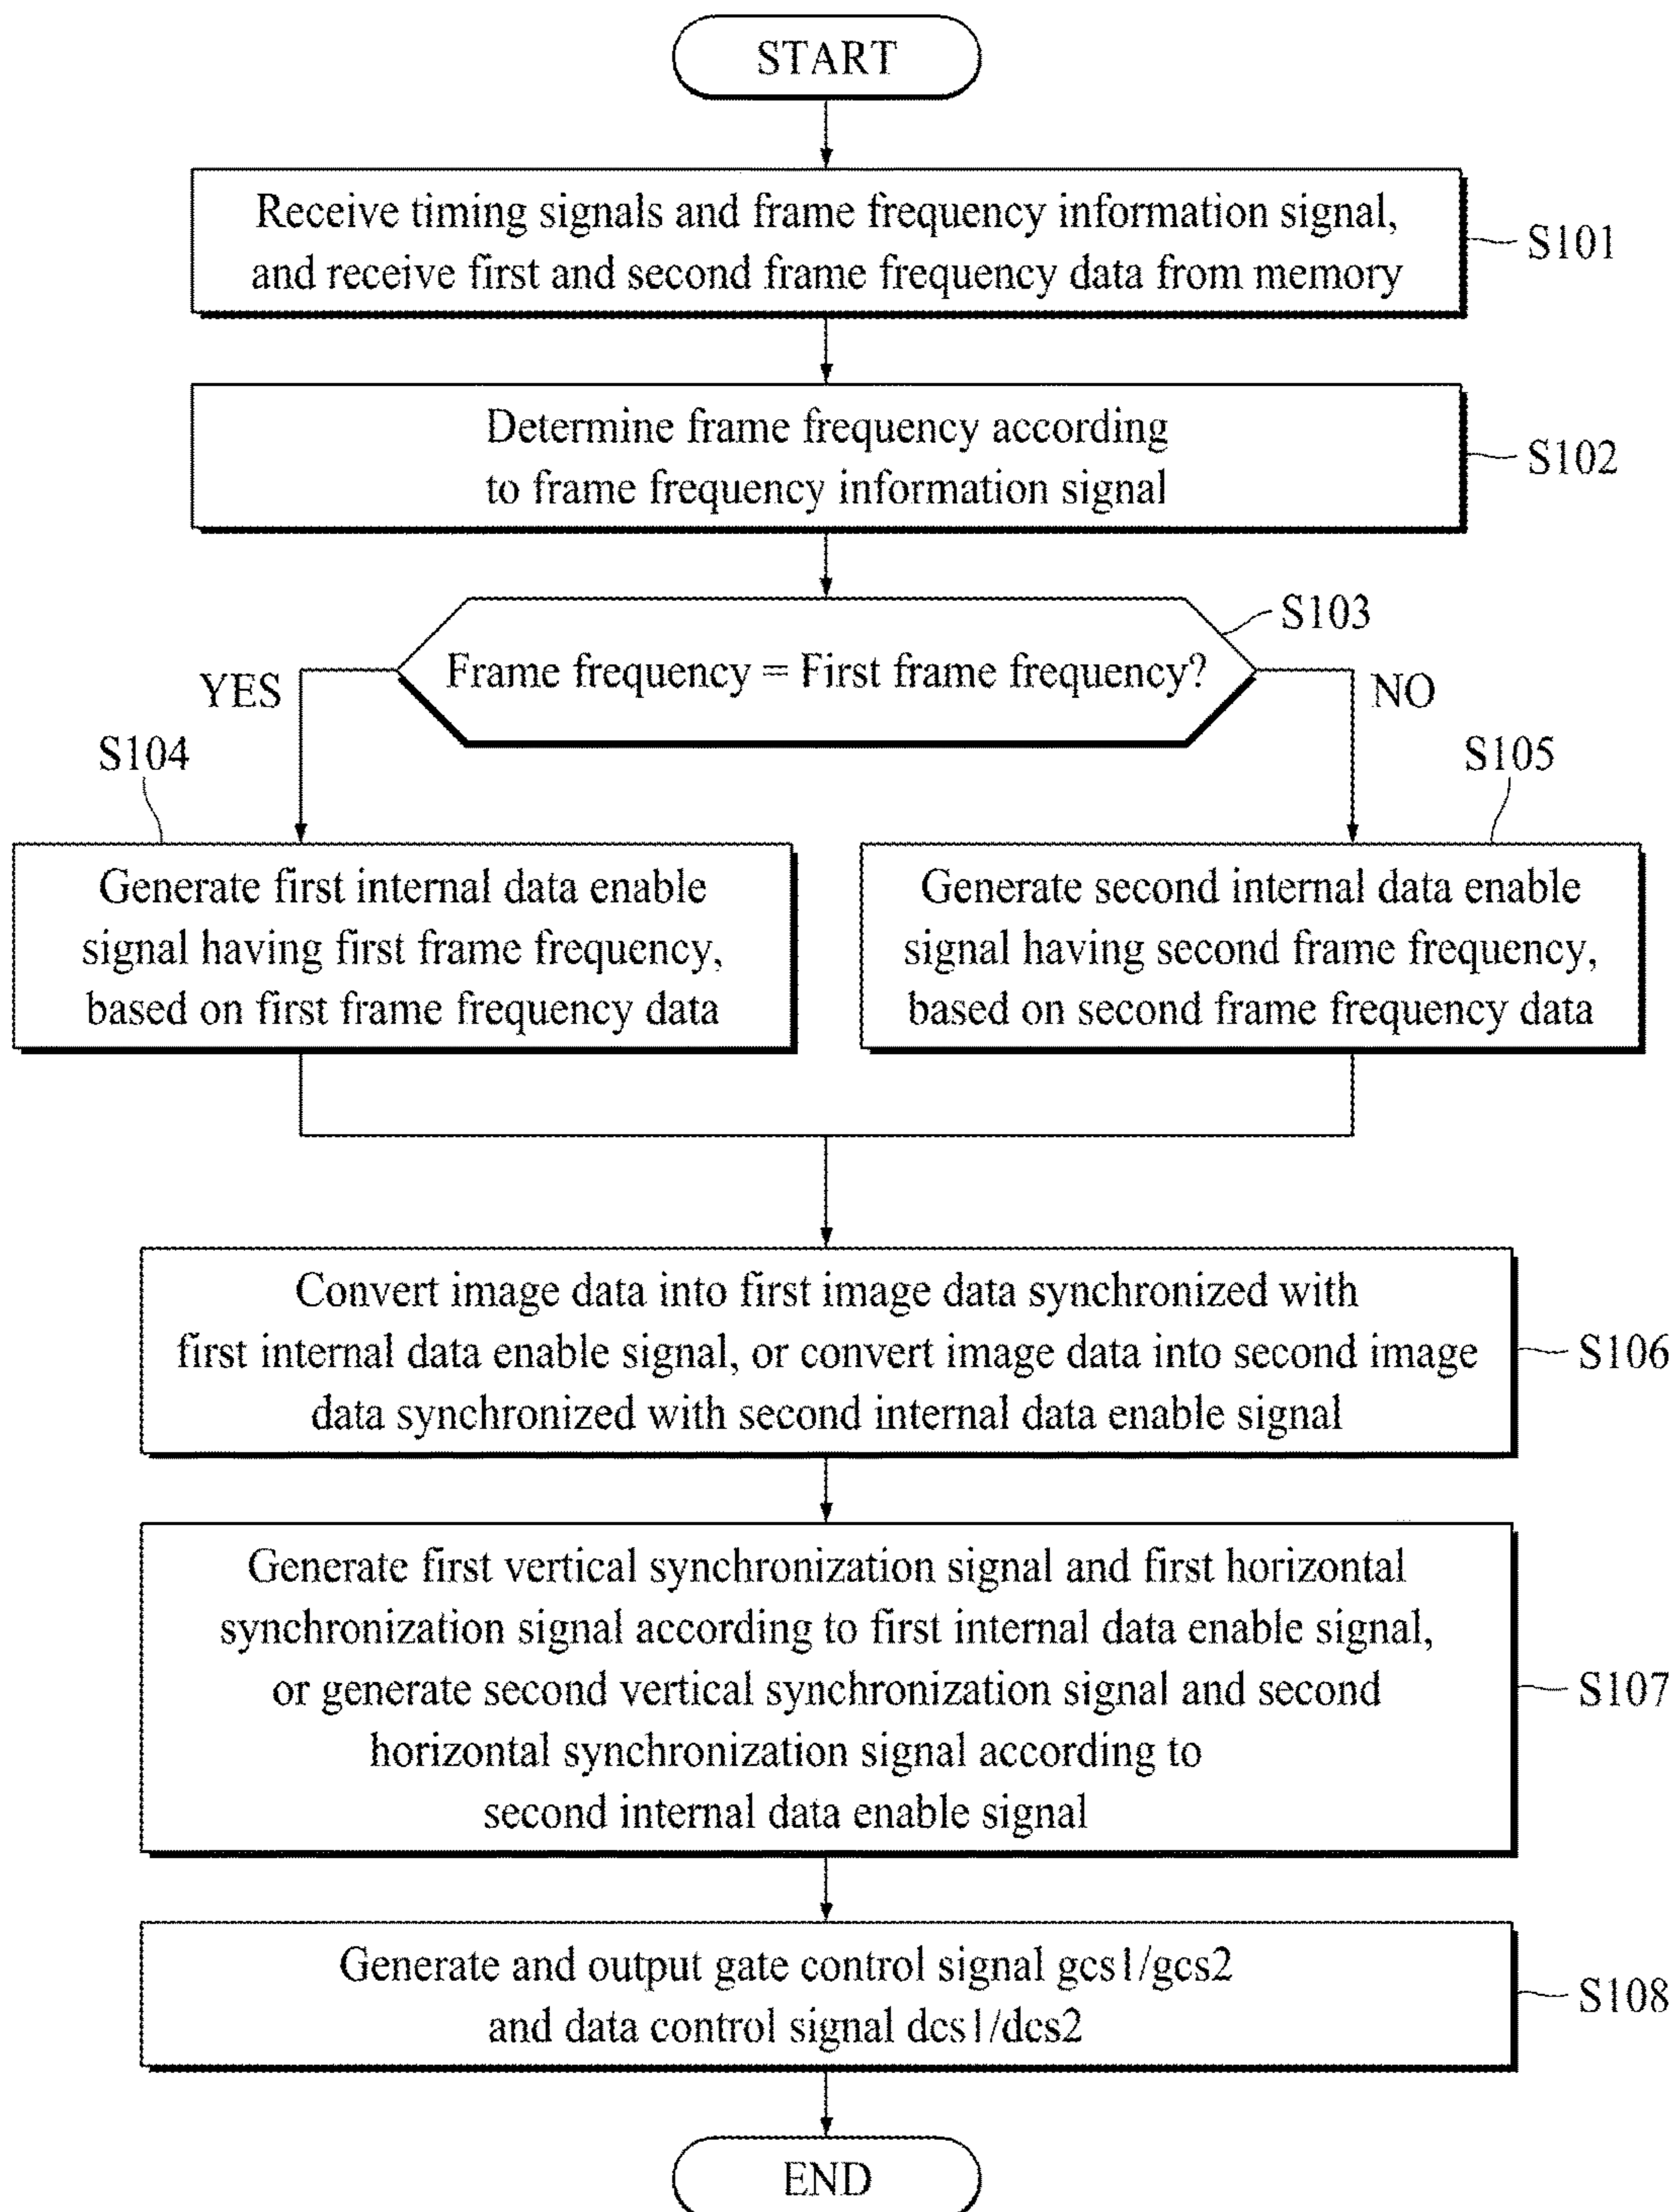 START
Receive timing signals and frame frequency information signal,
and receive first and second frame frequency data from memory
S101
Determine frame frequency according
to frame frequency information signal
S102
S103
Frame frequency = First frame frequency?
YES
NO
S104
S105
Generate first internal data enable
signal having first frame frequency,
based on first frame frequency data
Generate second internal data enable
signal having second frame frequency,
based on second frame frequency data
Convert image data into first image data synchronized with
first internal data enable signal, or convert image data into second image
data synchronized with second internal data enable signal
S106
Generate first vertical synchronization signal and first horizontal
synchronization signal according to first internal data enable signal,
or generate second vertical synchronization signal and second
horizontal synchronization signal according to
second internal data enable signal
S107
Generate and output gate control signal gcs1/gcs2
and data control signal dcs1/dcs2
S108
END